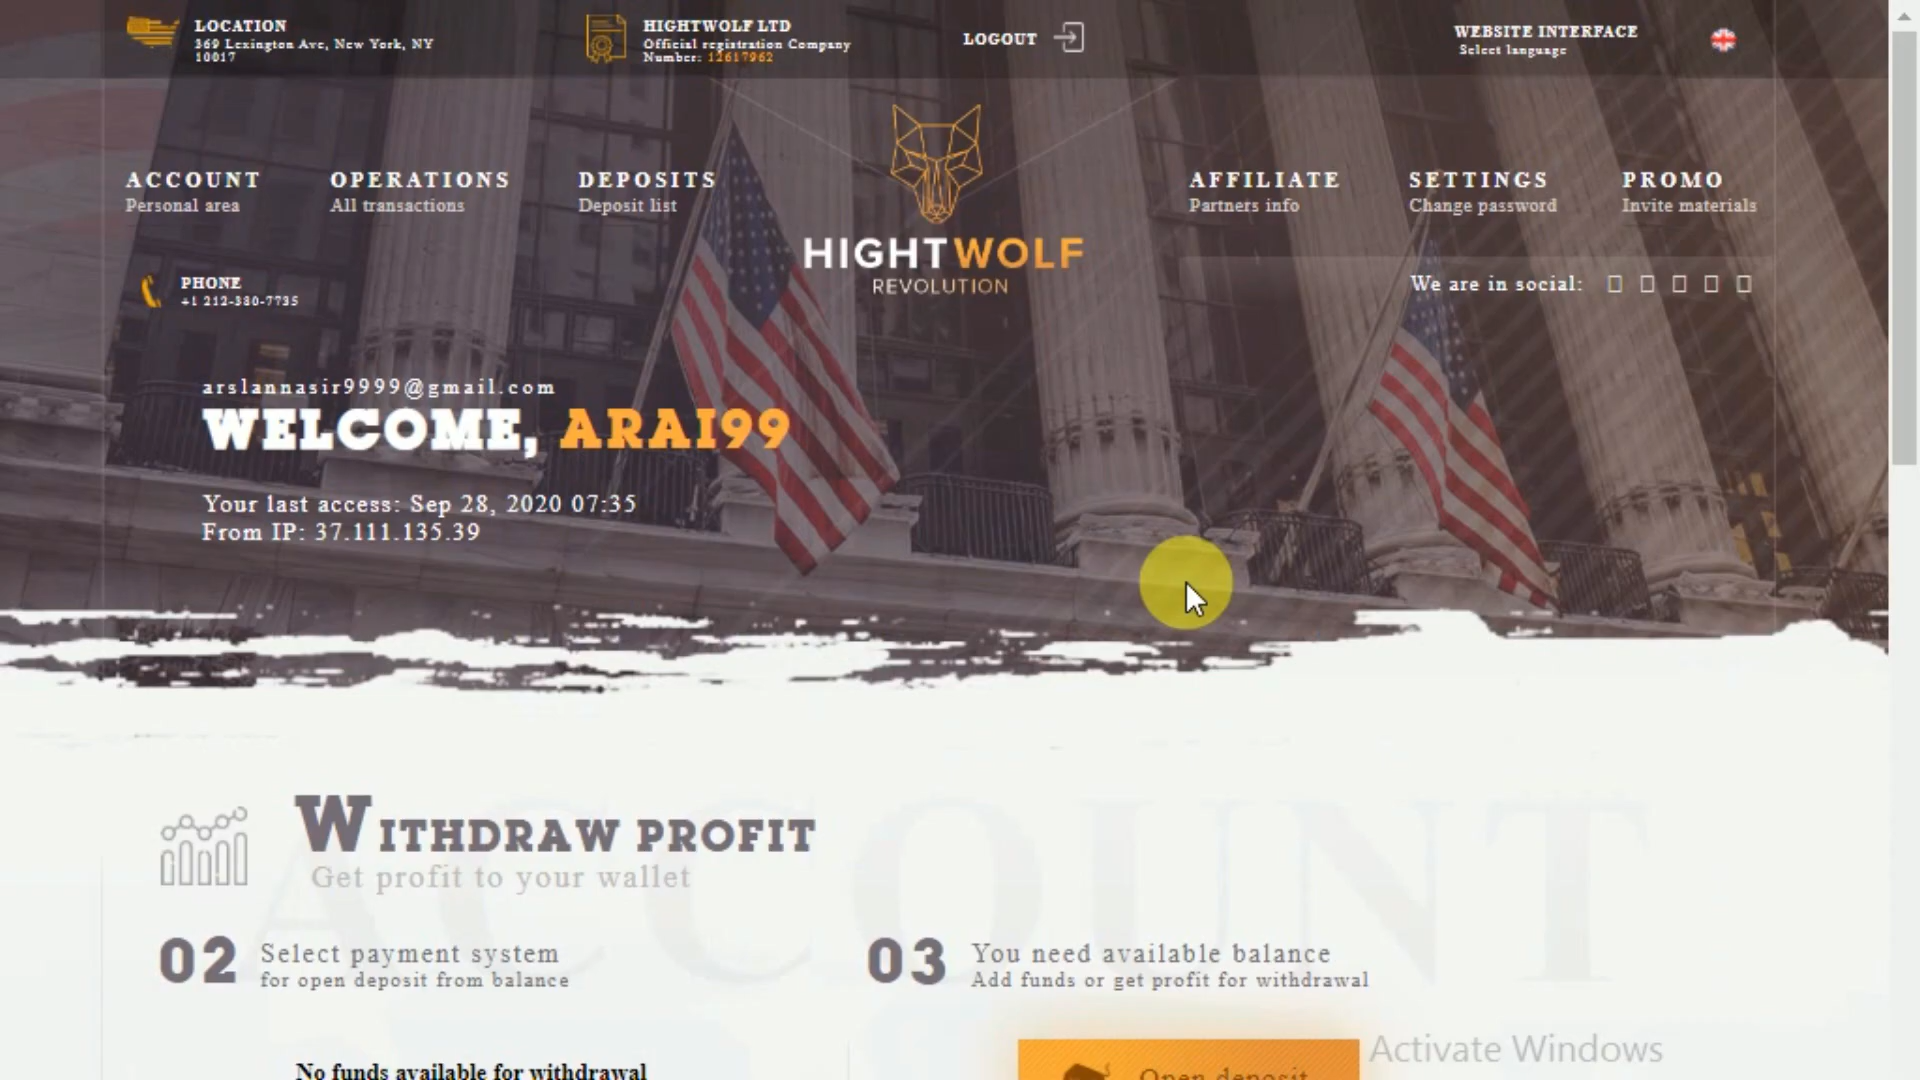 LOCATION
369 Lexington Ave, New York, NY
10017
HIGHTWOLF LTD
Official registration Company
Number: 12617962
LOGOUT
WEBSITE INTERFACE
Select language
ACCOUNT
Personal area
OPERATIONS
All transactions
DEPOSITS
Deposit list
HIGHTWOLF
REVOLUTION
AFFILIATE
Partners info
SETTINGS
Change password
PROMO
Invite materials
PHONE
+1 212-380-7735
We are in social:
arslannasir9999@gmail.com
WELCOME, ARAI99
Your last access: Sep 28, 2020 07:35
From IP: 37.111.135.39
ACCOUNT
WITHDRAW PROFIT
Get profit to your wallet
02 Select payment system
for open deposit from balance
03 You need available balance
Add funds or get profit for withdrawal
No funds available for withdrawal
Open deposit
Activate Windows